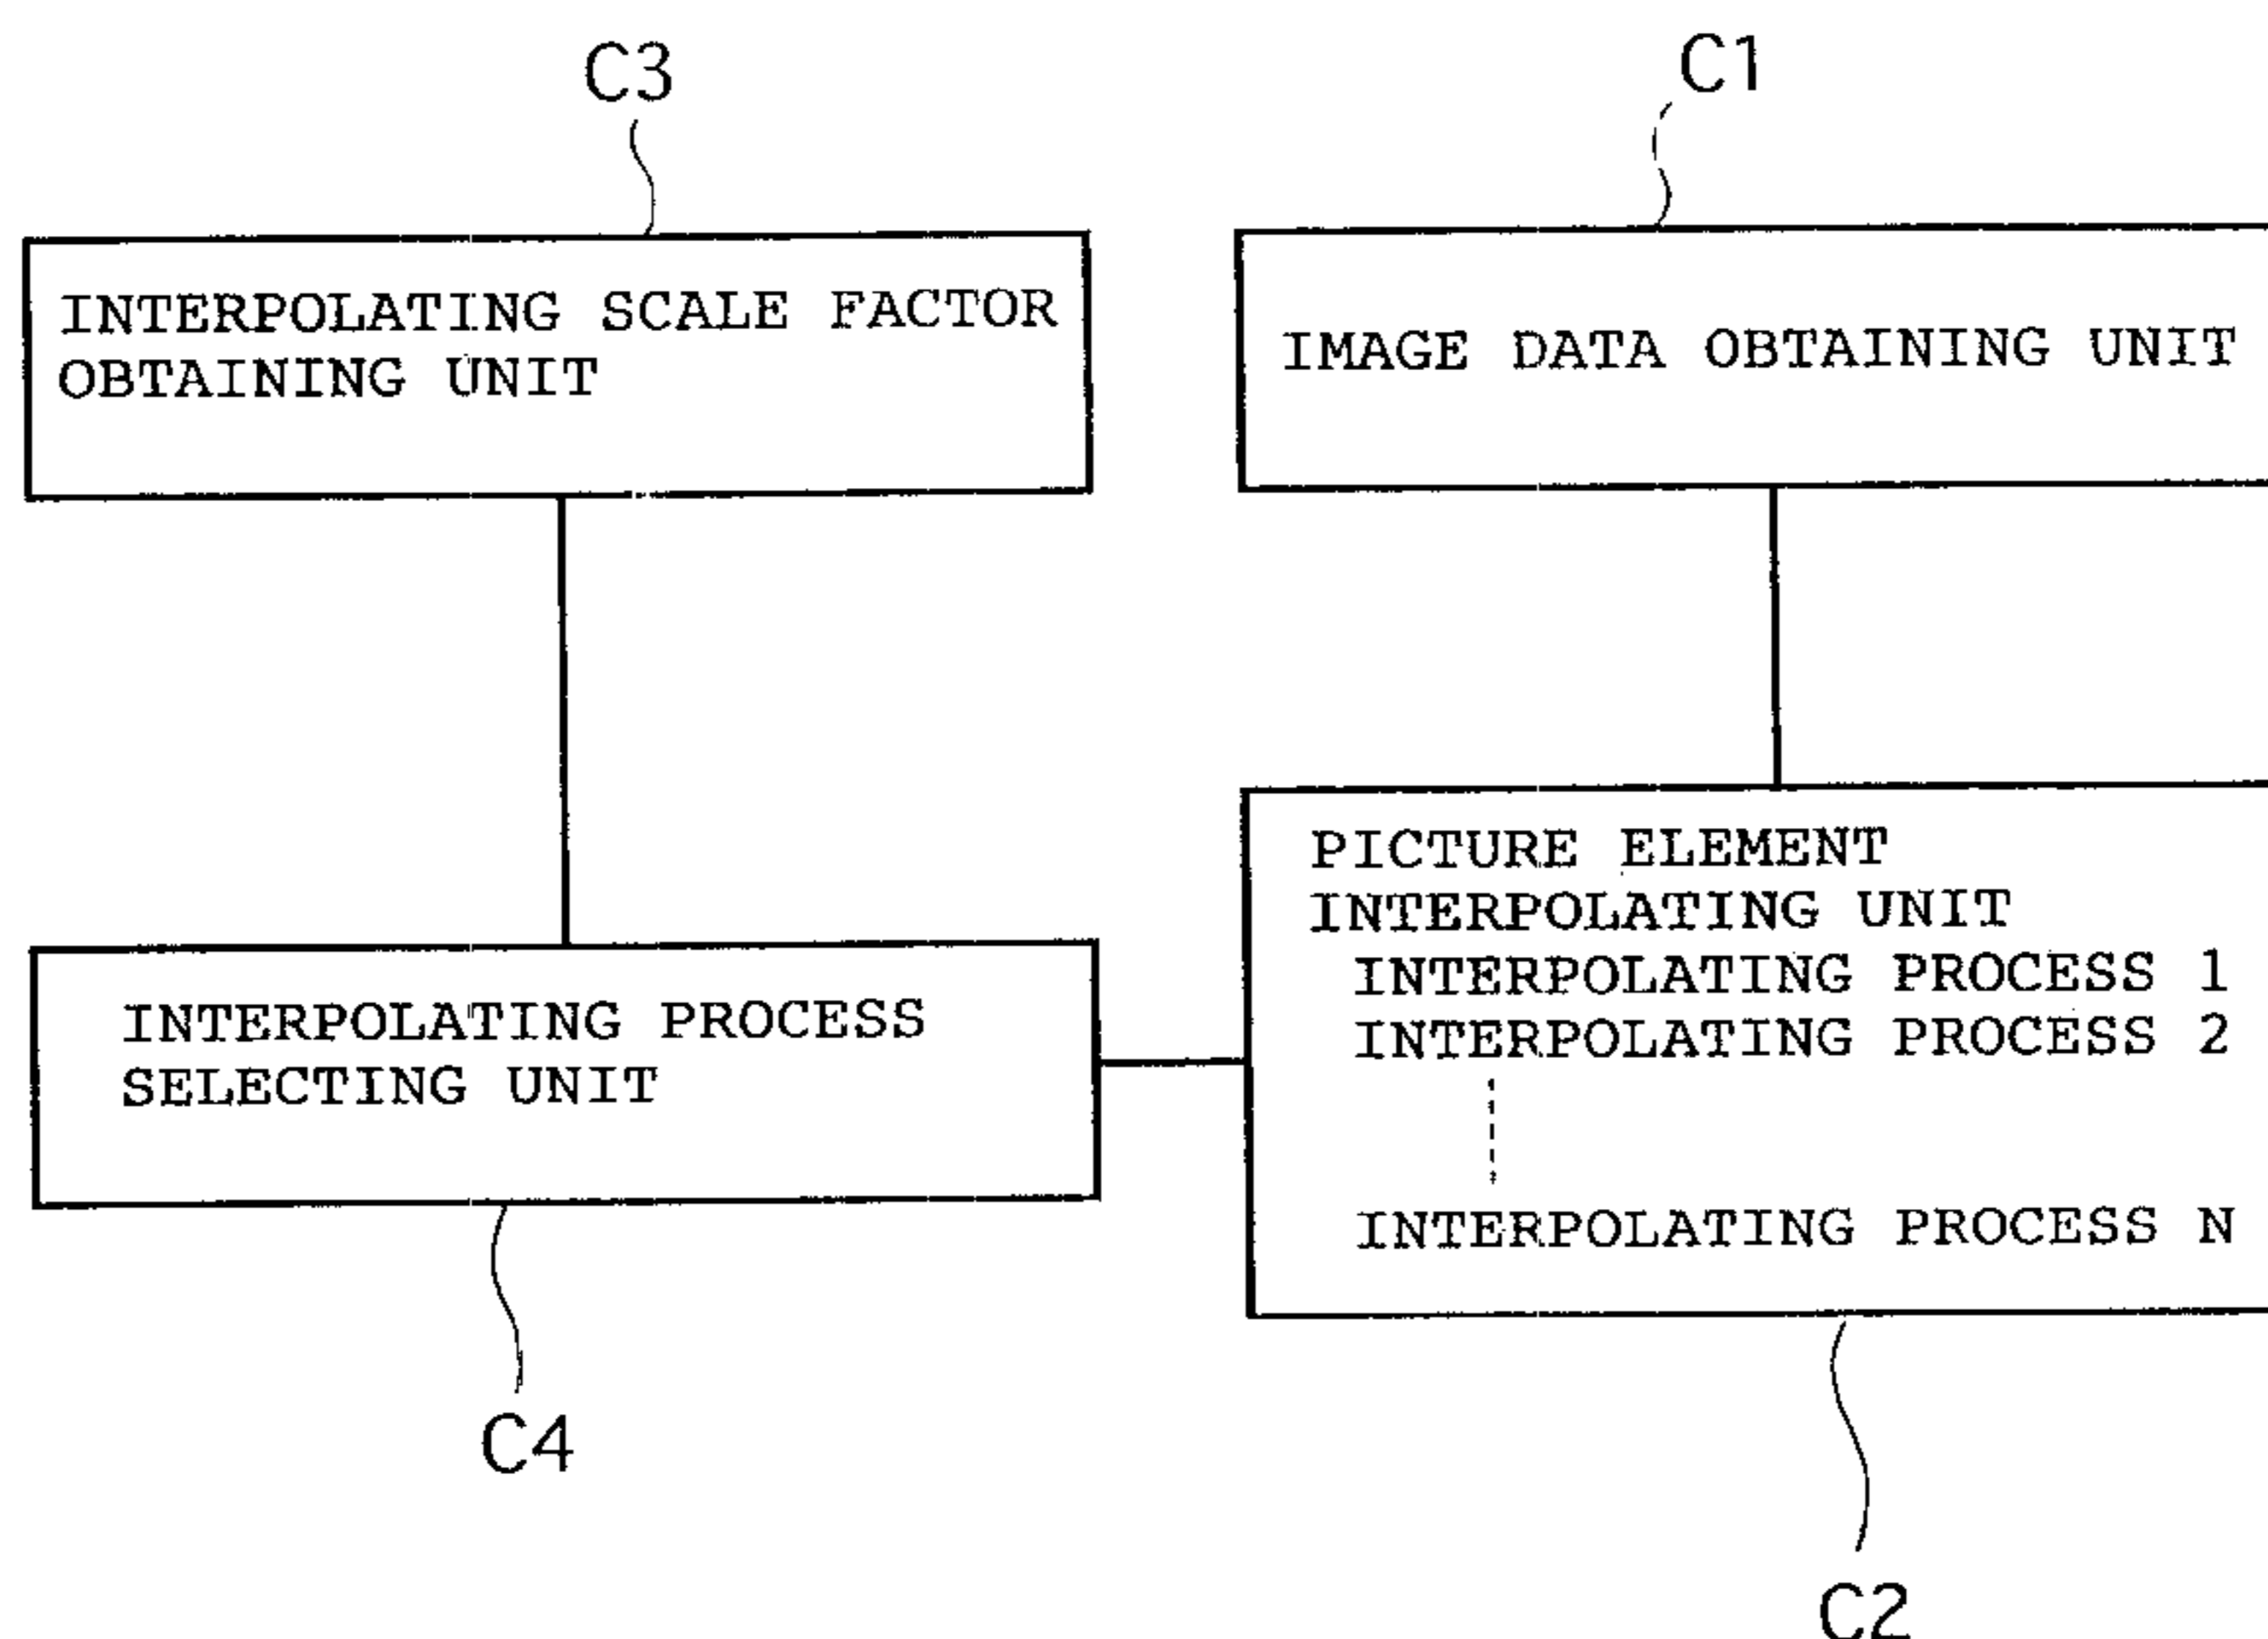 C3
C1
INTERPOLATING SCALE FACTOR
OBTAINING UNIT
IMAGE DATA OBTAINING UNIT
PICTURE ELEMENT
INTERPOLATING UNIT
INTERPOLATING PROCESS 1
INTERPOLATING PROCESS 2
INTERPOLATING PROCESS N
INTERPOLATING PROCESS
SELECTING UNIT
C4
C2